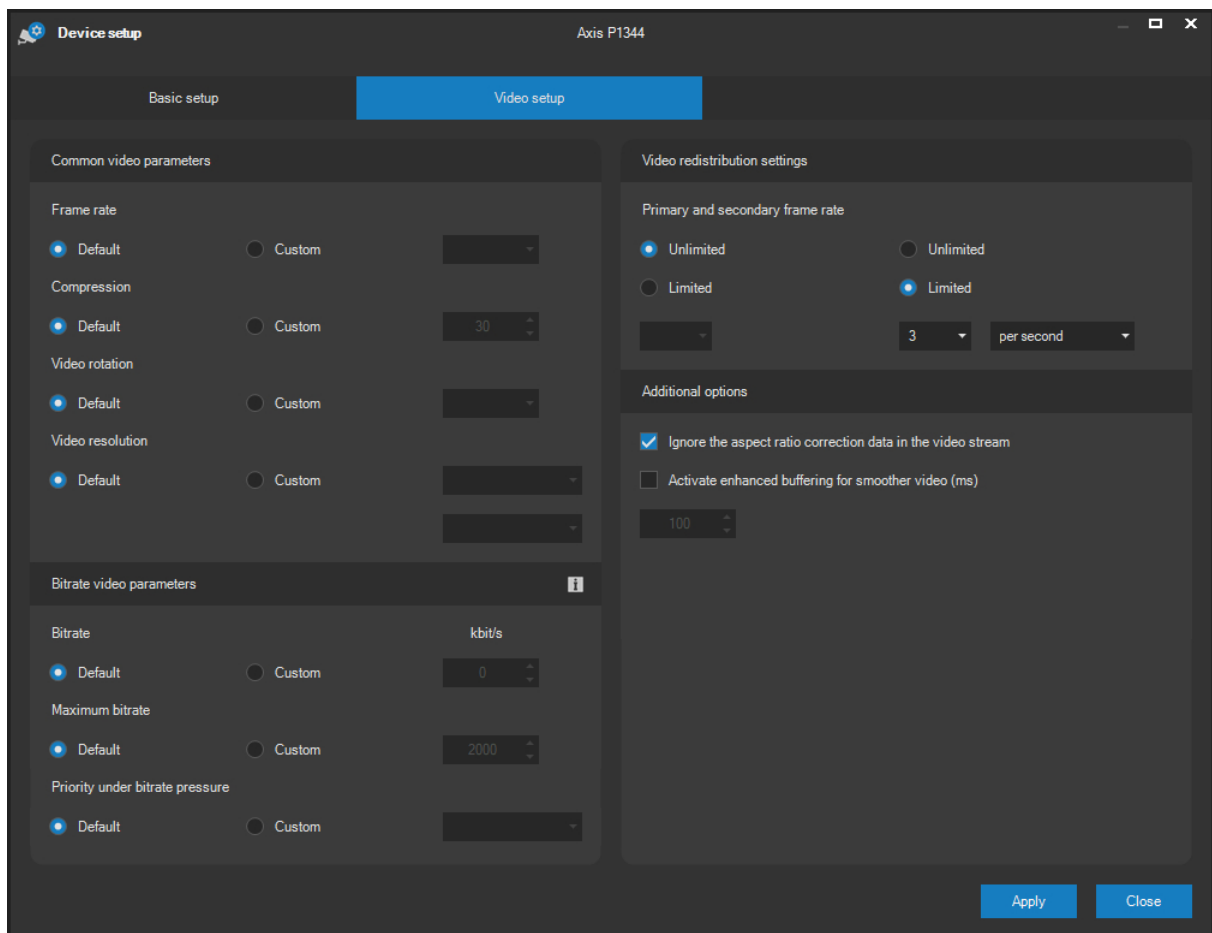 Device setup
Axis P1344
Basic setup
Video setup
Common video parameters
Frame rate
Default Custom
Compression
Default Custom 30
Video rotation
Default Custom
Video resolution
Default Custom
Bitrate video parameters
Bitrate kbit/s
Default Custom 0
Maximum bitrate
Default Custom 2000
Priority under bitrate pressure
Default Custom
Video redistribution settings
Primary and secondary frame rate
Unlimited Unlimited
Limited Limited
3 per second
Additional options
Ignore the aspect ratio correction data in the video stream
Activate enhanced buffering for smoother video (ms)
100
Apply Close